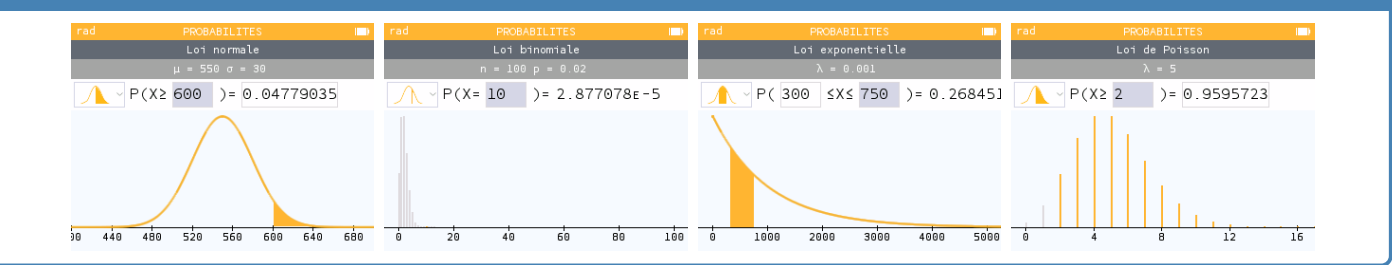 rad PROBABILITES
Loi normale
μ = 550 σ = 30
P(X≥ 600 )= 0.04779035
00 440 480 520 560 600 640 680
rad PROBABILITES
Loi binomiale
n = 100 p = 0.02
P(X= 10 )= 2.877078ᴇ-5
0 20 40 60 80 100
rad PROBABILITES
Loi exponentielle
λ = 0.001
P( 300 ≤X≤ 750 )= 0.268451
0 1000 2000 3000 4000 5000
rad PROBABILITES
Loi de Poisson
λ = 5
P(X≥ 2 )= 0.9595723
0 4 8 12 16